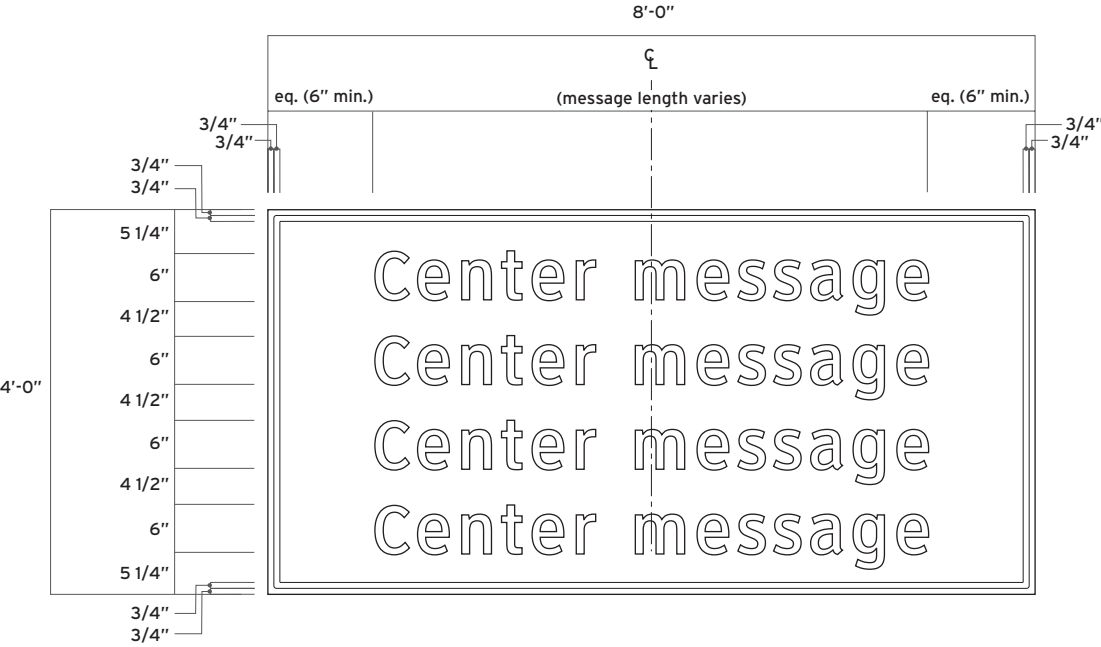 8’-0”
CL
eq. (6” min.) (message length varies) eq. (6” min.)
3/4” 3/4”
3/4” 3/4”
3/4”
3/4”
5 1/4”
6”
4 1/2”
6”
4 1/2”
6”
4 1/2”
6”
5 1/4”
3/4”
3/4”
4’-0”
Center message
Center message
Center message
Center message